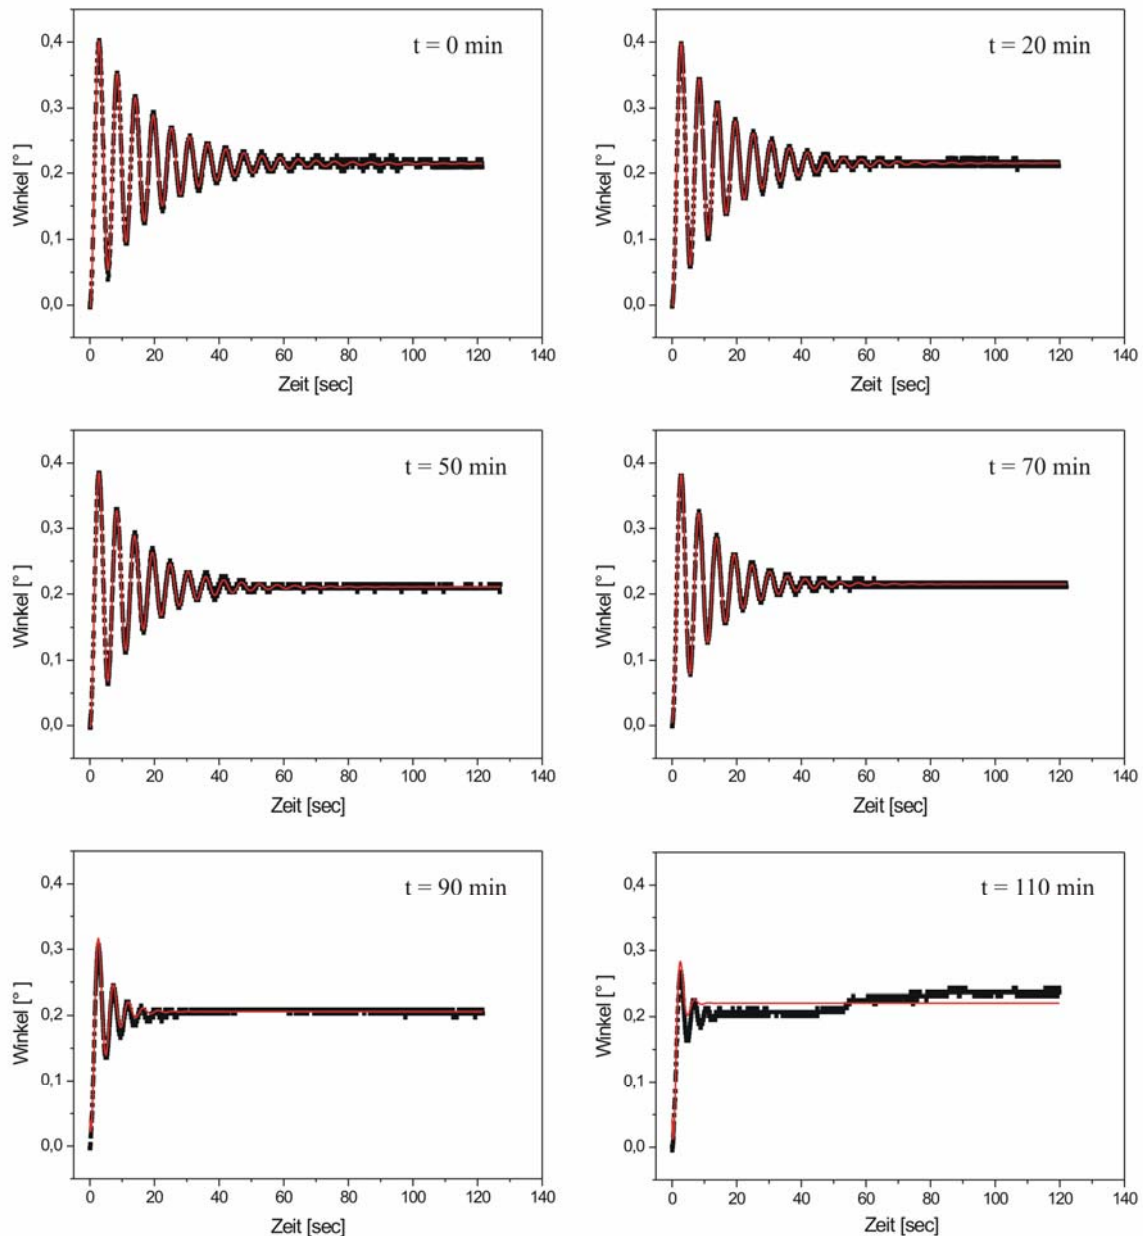 t = 0 min
0,4
0,3
0,2
0,1
0,0
Winkel [°]
0 20 40 60 80 100 120 140
Zeit [sec]
t = 20 min
0,4
0,3
0,2
0,1
0,0
Winkel [°]
0 20 40 60 80 100 120 140
Zeit [sec]
t = 50 min
0,4
0,3
0,2
0,1
0,0
Winkel [°]
0 20 40 60 80 100 120 140
Zeit [sec]
t = 70 min
0,4
0,3
0,2
0,1
0,0
Winkel [°]
0 20 40 60 80 100 120 140
Zeit [sec]
t = 90 min
0,4
0,3
0,2
0,1
0,0
Winkel [°]
0 20 40 60 80 100 120 140
Zeit [sec]
t = 110 min
0,4
0,3
0,2
0,1
0,0
Winkel [°]
0 20 40 60 80 100 120 140
Zeit [sec]